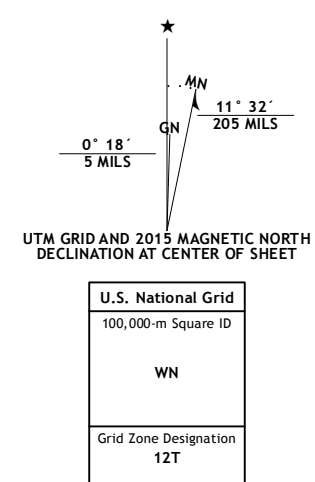 ★
MN
11° 32´
205 MILS
GN
0° 18´
5 MILS
UTM GRID AND 2015 MAGNETIC NORTH
DECLINATION AT CENTER OF SHEET
U.S. National Grid
100,000-m Square ID
WN
Grid Zone Designation
12T